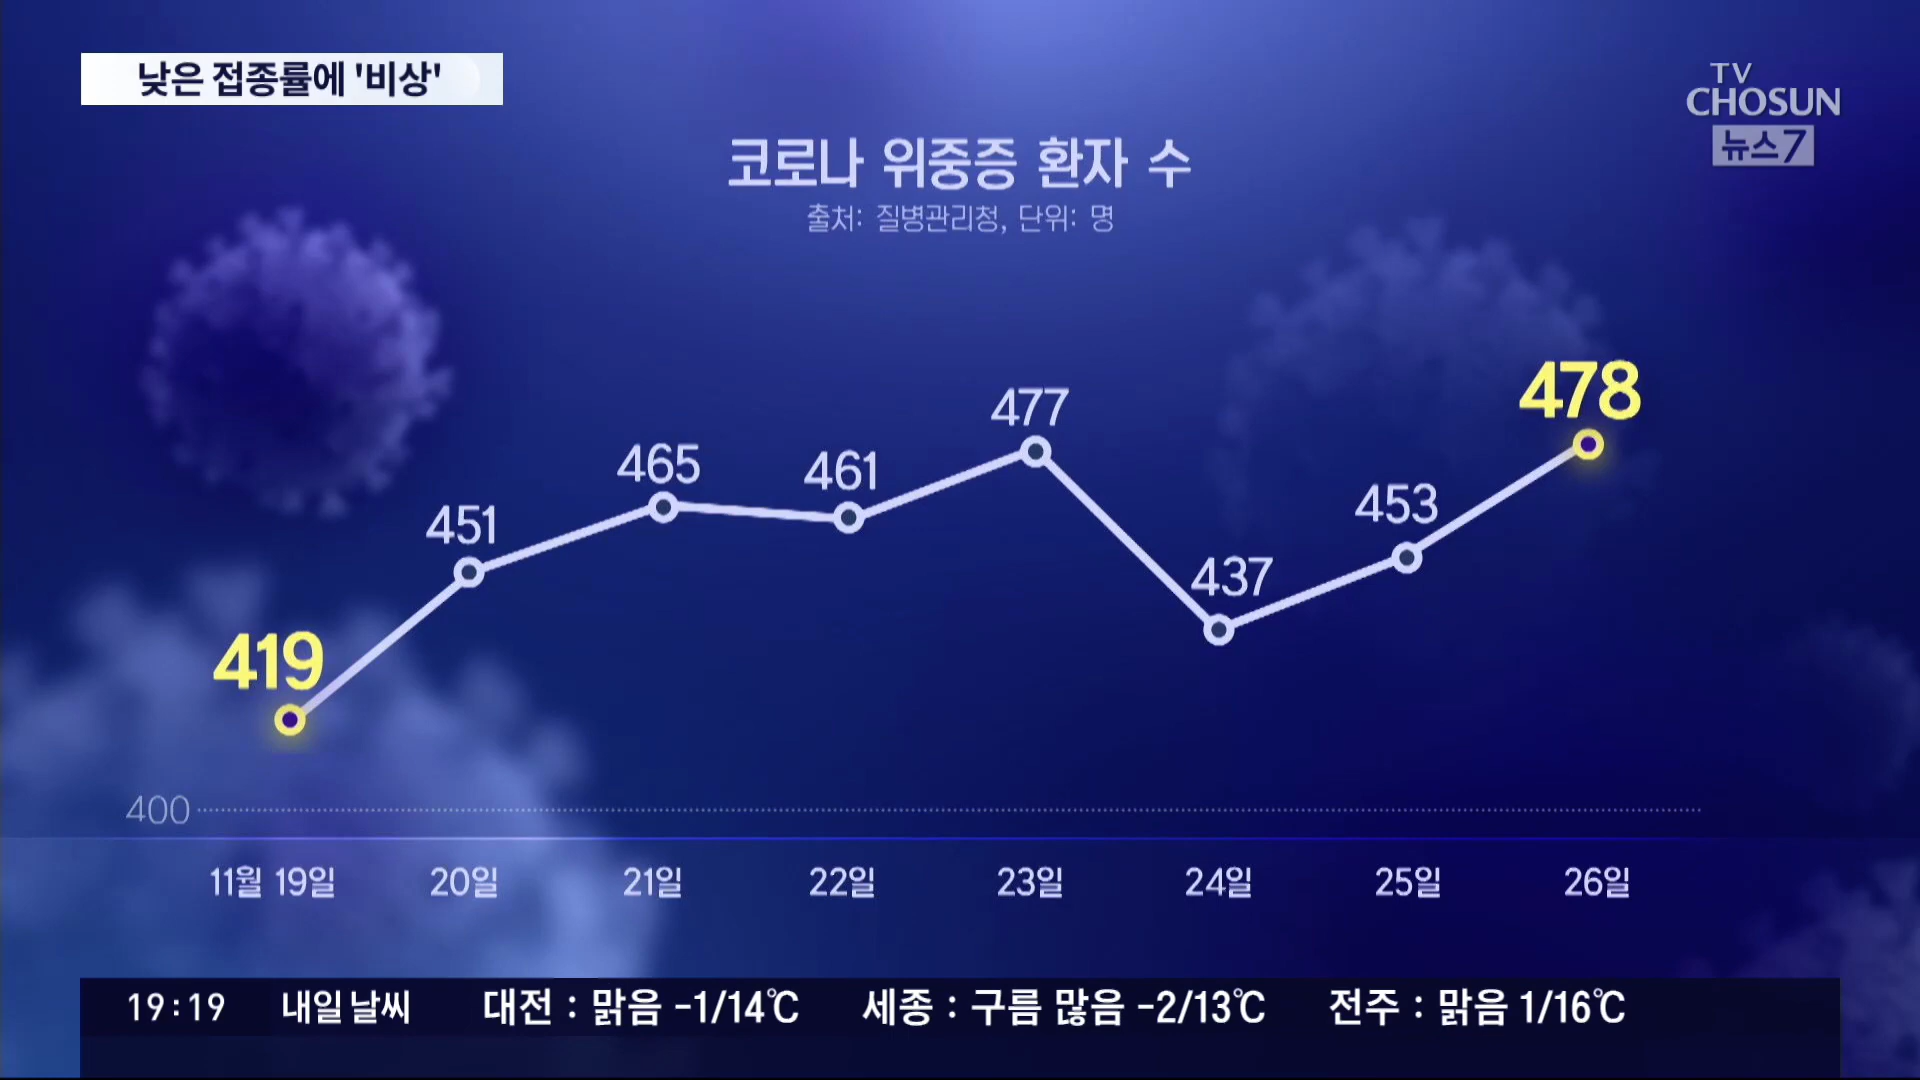 낮은 접종률에 '비상'
TV
CHOSUN
뉴스7
코로나 위중증 환자 수
출처: 질병관리청, 단위: 명
419
451
465
461
477
437
453
478
400
11월 19일 20일 21일 22일 23일 24일 25일 26일
19:19 내일 날씨 대전 : 맑음 -1/14℃ 세종 : 구름 많음 -2/13℃ 전주 : 맑음 1/16℃